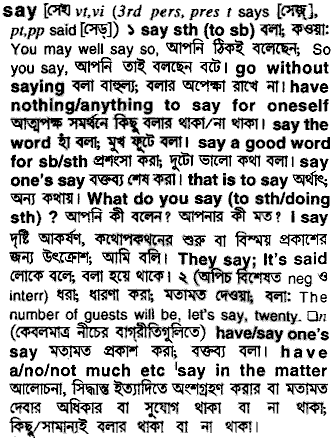 say [সেই] vt,vi (3rd pers, pres t says [সেজ়্],
pt,pp said [সেড্]) ১ say sth (to sb) বলা; কওয়া:
You may well say so, আপনি ঠিকই বলেছেন; So
you say, আপনি তাই বলছেন বটে। go without
saying বলা বাহুল্য; বলার অপেক্ষা রাখে না। have
nothing/anything to say for oneself
আত্মপক্ষ সমর্থনে কিছু বলার থাকা/না থাকা। say the
word হাঁ বলা; মুখ ফুটে বলা। say a good word
for sb/sth প্রশংসা করা; দুটো ভালো কথা বলা। say
one's say বক্তব্য শেষ করা। that is to say অর্থাৎ;
অন্য কথায়। What do you say (to sth/doing
sth) ? আপনি কী বলেন? আপনার কী মত? I say
দৃষ্টি আকর্ষণ, কথোপকথনের শুরু বা বিস্ময় প্রকাশের
জন্য উৎক্রোশ; আমি বলি। They say; It's said
লোকে বলে; বলা হয়ে থাকে। ২ (অপিচ বিশেষত neg ও
interr) ধরা; ধারণা করা; মতামত দেওয়া; বলা: The
number of guests will be, let's say, twenty. □n
(কেবলমাত্র নীচের বাগ্‌রীতিগুলিতে) have/say one's
say মতামত প্রকাশ করা; বক্তব্য বলা। have
a/no/not much etc say in the matter
আলোচনা, সিদ্ধান্ত ইত্যাদিতে অংশগ্রহণ করার বা মতামত
দেবার অধিকার বা সুযোগ থাকা বা না থাকা;
কিছু/সামান্যই বলার থাকা বা না থাকা।